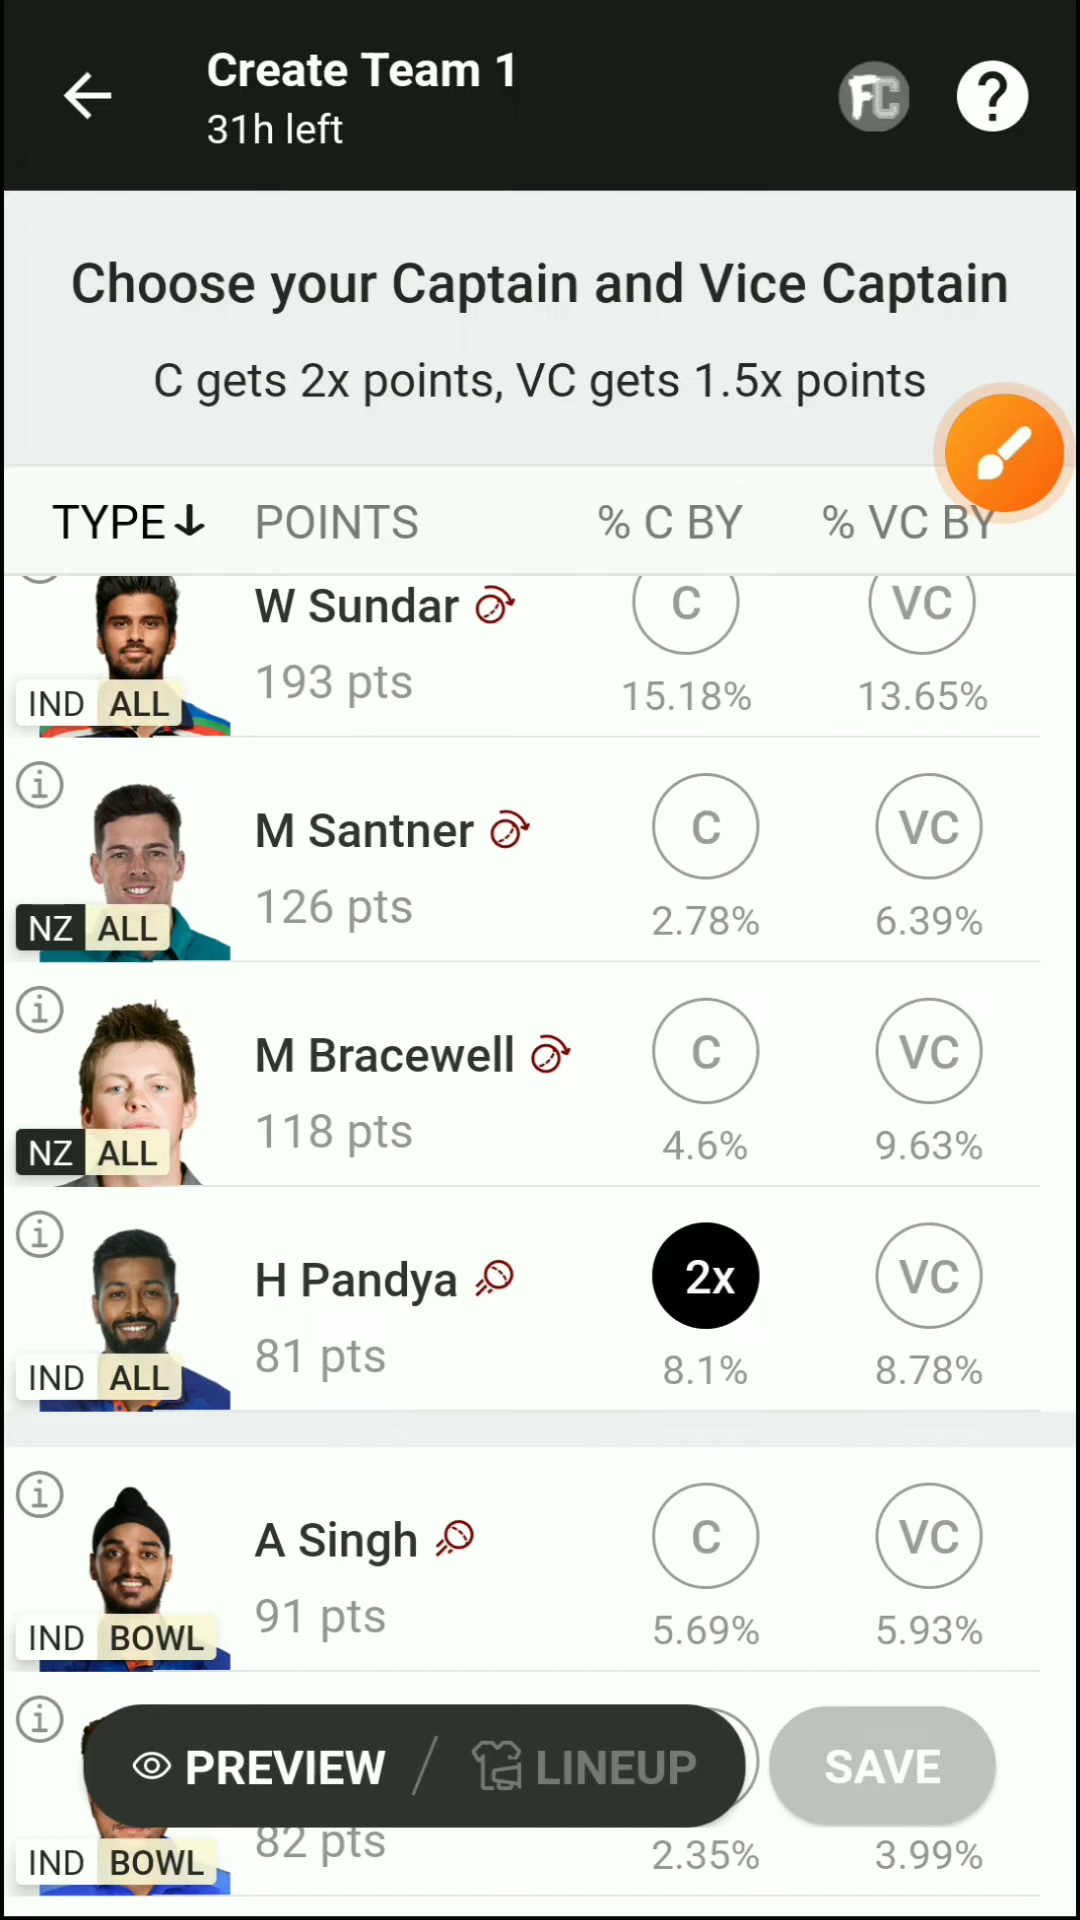 Create Team 1
31h left
FC
?
Choose your Captain and Vice Captain
C gets 2x points, VC gets 1.5x points
TYPE POINTS % C BY % VC BY
W Sundar C VC
193 pts 15.18% 13.65%
IND ALL
i
M Santner C VC
126 pts 2.78% 6.39%
NZ ALL
i
M Bracewell C VC
118 pts 4.6% 9.63%
NZ ALL
i
H Pandya 2x VC
81 pts 8.1% 8.78%
IND ALL
i
A Singh C VC
91 pts 5.69% 5.93%
IND BOWL
i
PREVIEW / LINEUP SAVE
82 pts 2.35% 3.99%
IND BOWL